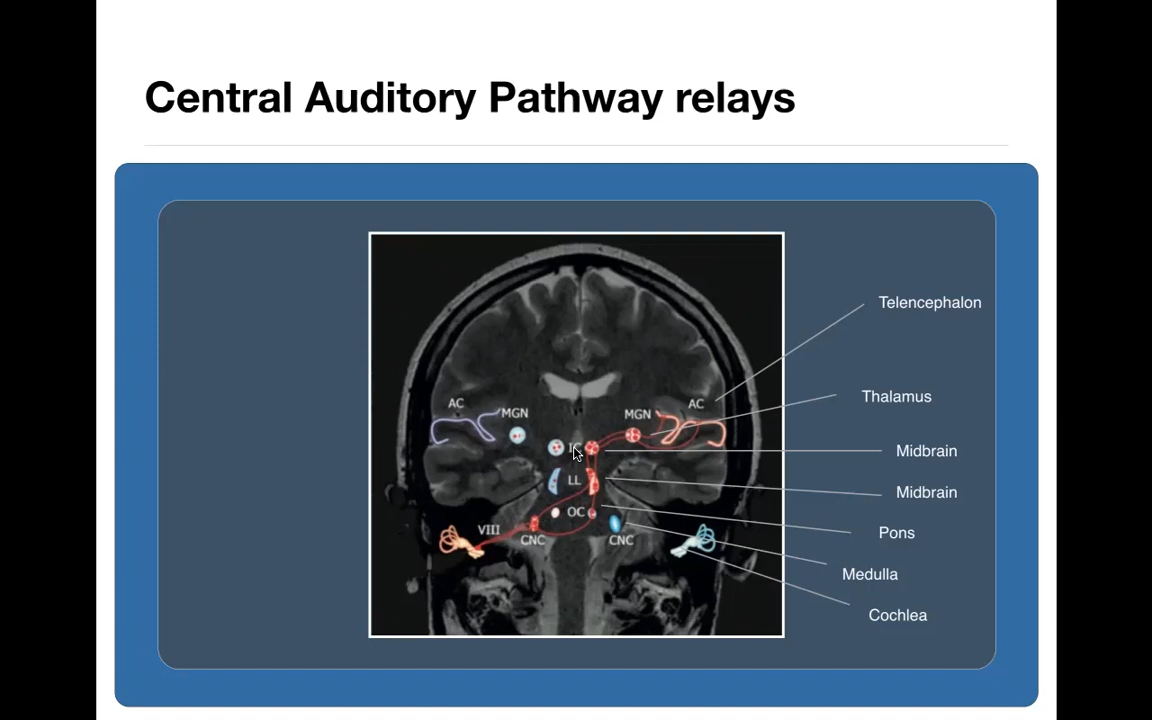 Central Auditory Pathway relays
Telencephalon
Thalamus
AC
MGN
MGN
AC
IC
Midbrain
LL
Midbrain
OC
Pons
VIII
CNC
CNC
Medulla
Cochlea